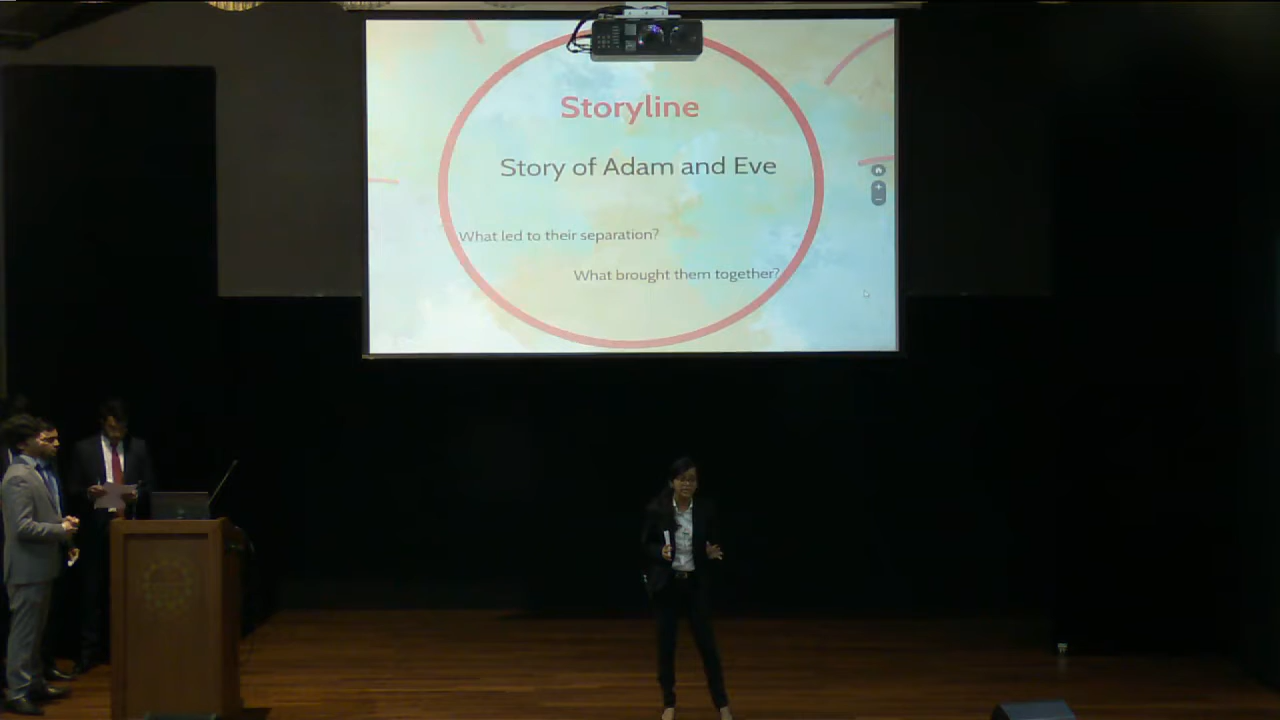 Storyline
Story of Adam and Eve
What led to their separation?
What brought them together?